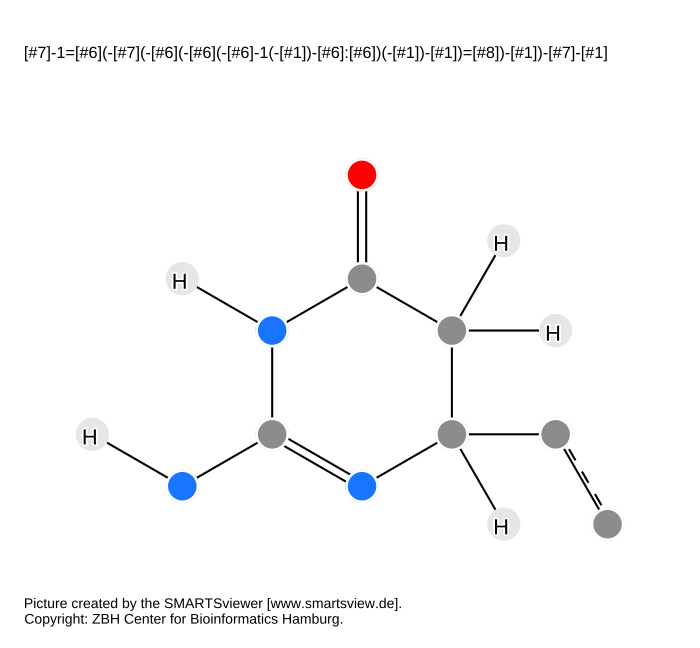 [#7]-1=[#6](-[#7](-[#6](-[#6](-[#6]-1(-[#1])-[#6]:[#6])(-[#1])-[#1])=[#8])-[#1])-[#7]-[#1]
H
H
H
H
H
Picture created by the SMARTSviewer [www.smartsview.de].
Copyright: ZBH Center for Bioinformatics Hamburg.